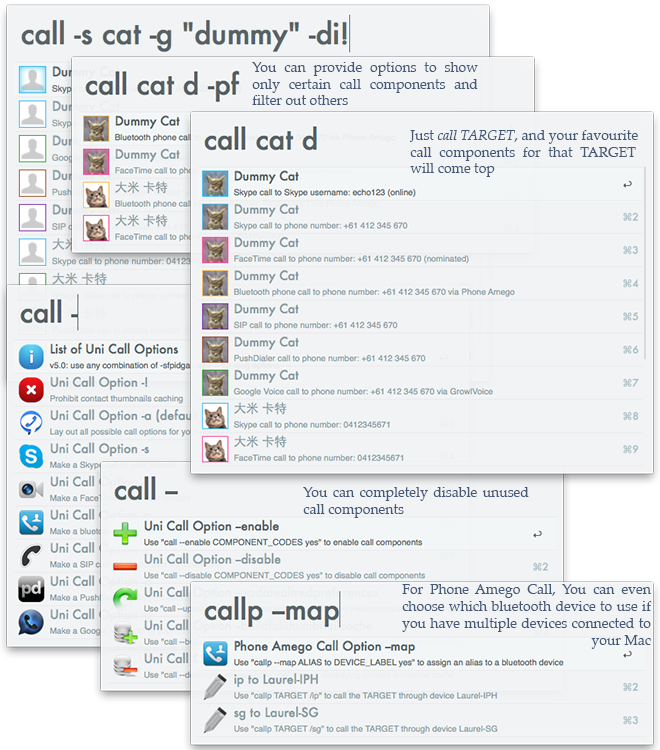 call -s cat -g "dummy" -di!
Skyp
Skype
Goog
Push
SIP c
大米 卡特
Skype call to phone number: 0412
大米 卡特
call cat d -pf
You can provide options to show
only certain call components and
filter out others
Dummy Cat
Bluetooth phone call
Dummy Cat
FaceTime call to pho
大米 卡特
Bluetooth phone call
大米 卡特
FaceTime call to pho
call cat d
Just call TARGET, and your favourite
call components for that TARGET
will come top
Dummy Cat
Skype call to Skype username: echo123 (online)
↩
Dummy Cat
Skype call to phone number: +61 412 345 670
⌘2
Dummy Cat
FaceTime call to phone number: +61 412 345 670 (nominated)
⌘3
Dummy Cat
Bluetooth phone call to phone number: +61 412 345 670 via Phone Amego
⌘4
Dummy Cat
SIP call to phone number: +61 412 345 670
⌘5
Dummy Cat
PushDialer call to phone number: +61 412 345 670
⌘6
Dummy Cat
Google Voice call to phone number: +61 412 345 670 via GrowlVoice
⌘7
大米 卡特
Skype call to phone number: 0412345671
⌘8
大米 卡特
FaceTime call to phone number: 0412345671
⌘9
call -
List of Uni Call Options
v5.0: use any combination of -sfpidga
Uni Call Option -l
Prohibit contact thumbnails caching
Uni Call Option -a (defau
Lay out all possible call options for yo
Uni Call Option -s
Make a Skyp
Uni Ca
Make a Face
Uni Ca
Make a blueto
Uni Ca
Make a SIP c
Uni Cal
pd
Make a Push
Uni Cal
Make a Goog
call –
You can completely disable unused
call components
Uni Call Option –enable
Use "call --enable COMPONENT_CODES yes" to enable call components
↩
Uni Call Option –disable
Use "call --disable COMPONENT_CODES yes" to disable call components
⌘2
Uni Ca
Use "call --up
Uni Ca
Use "call --b
Uni Ca
Use "call --d
callp –map
For Phone Amego Call, You can even
choose which bluetooth device to use if
you have multiple devices connected to
your Mac
Phone Amego Call Option –map
Use "callp --map ALIAS to DEVICE_LABEL yes" to assign an alias to a bluetooth device
↩
ip to Laurel-IPH
Use "callp TARGET /ip" to call the TARGET through device Laurel-IPH
⌘2
sg to Laurel-SG
Use "callp TARGET /sg" to call the TARGET through device Laurel-SG
⌘3